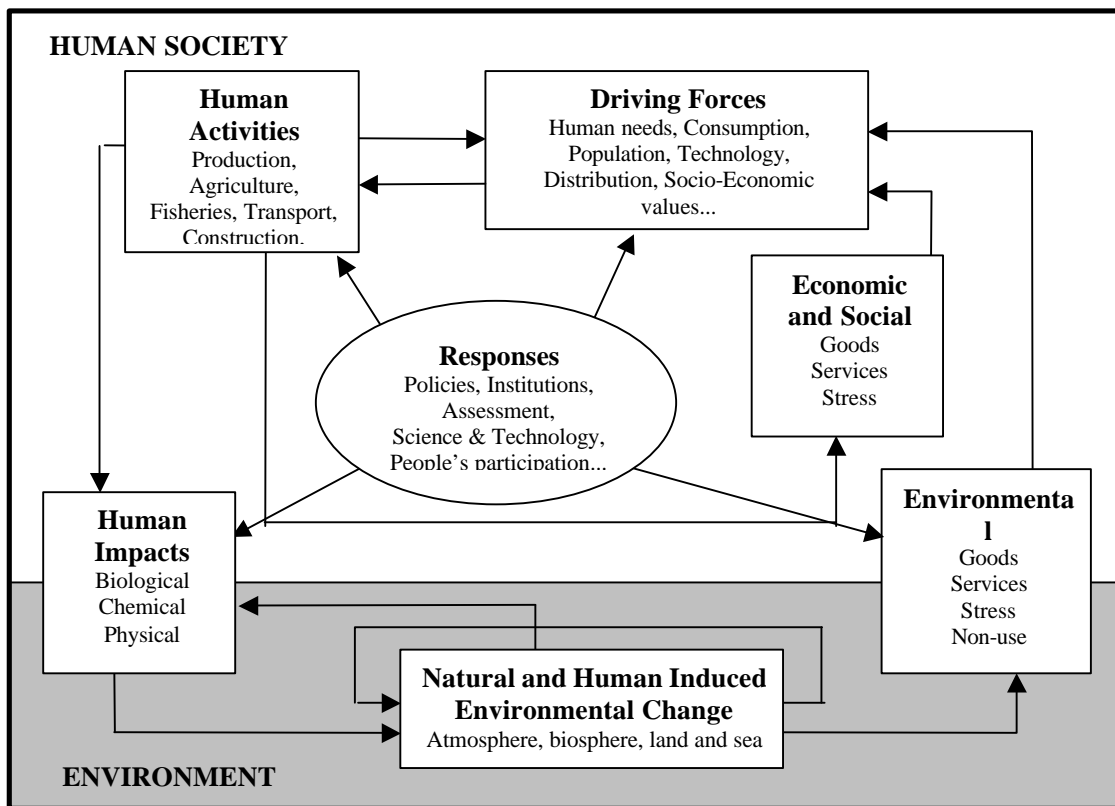 HUMAN SOCIETY
Human
Activities
Production,
Agriculture,
Fisheries, Transport,
Construction.
Driving Forces
Human needs, Consumption,
Population, Technology,
Distribution, Socio-Economic
values...
Economic
and Social
Goods
Services
Stress
Responses
Policies, Institutions,
Assessment,
Science & Technology,
People’s participation...
Human
Impacts
Biological
Chemical
Physical
Environmenta
l
Goods
Services
Stress
Non-use
Natural and Human Induced
Environmental Change
Atmosphere, biosphere, land and sea
ENVIRONMENT